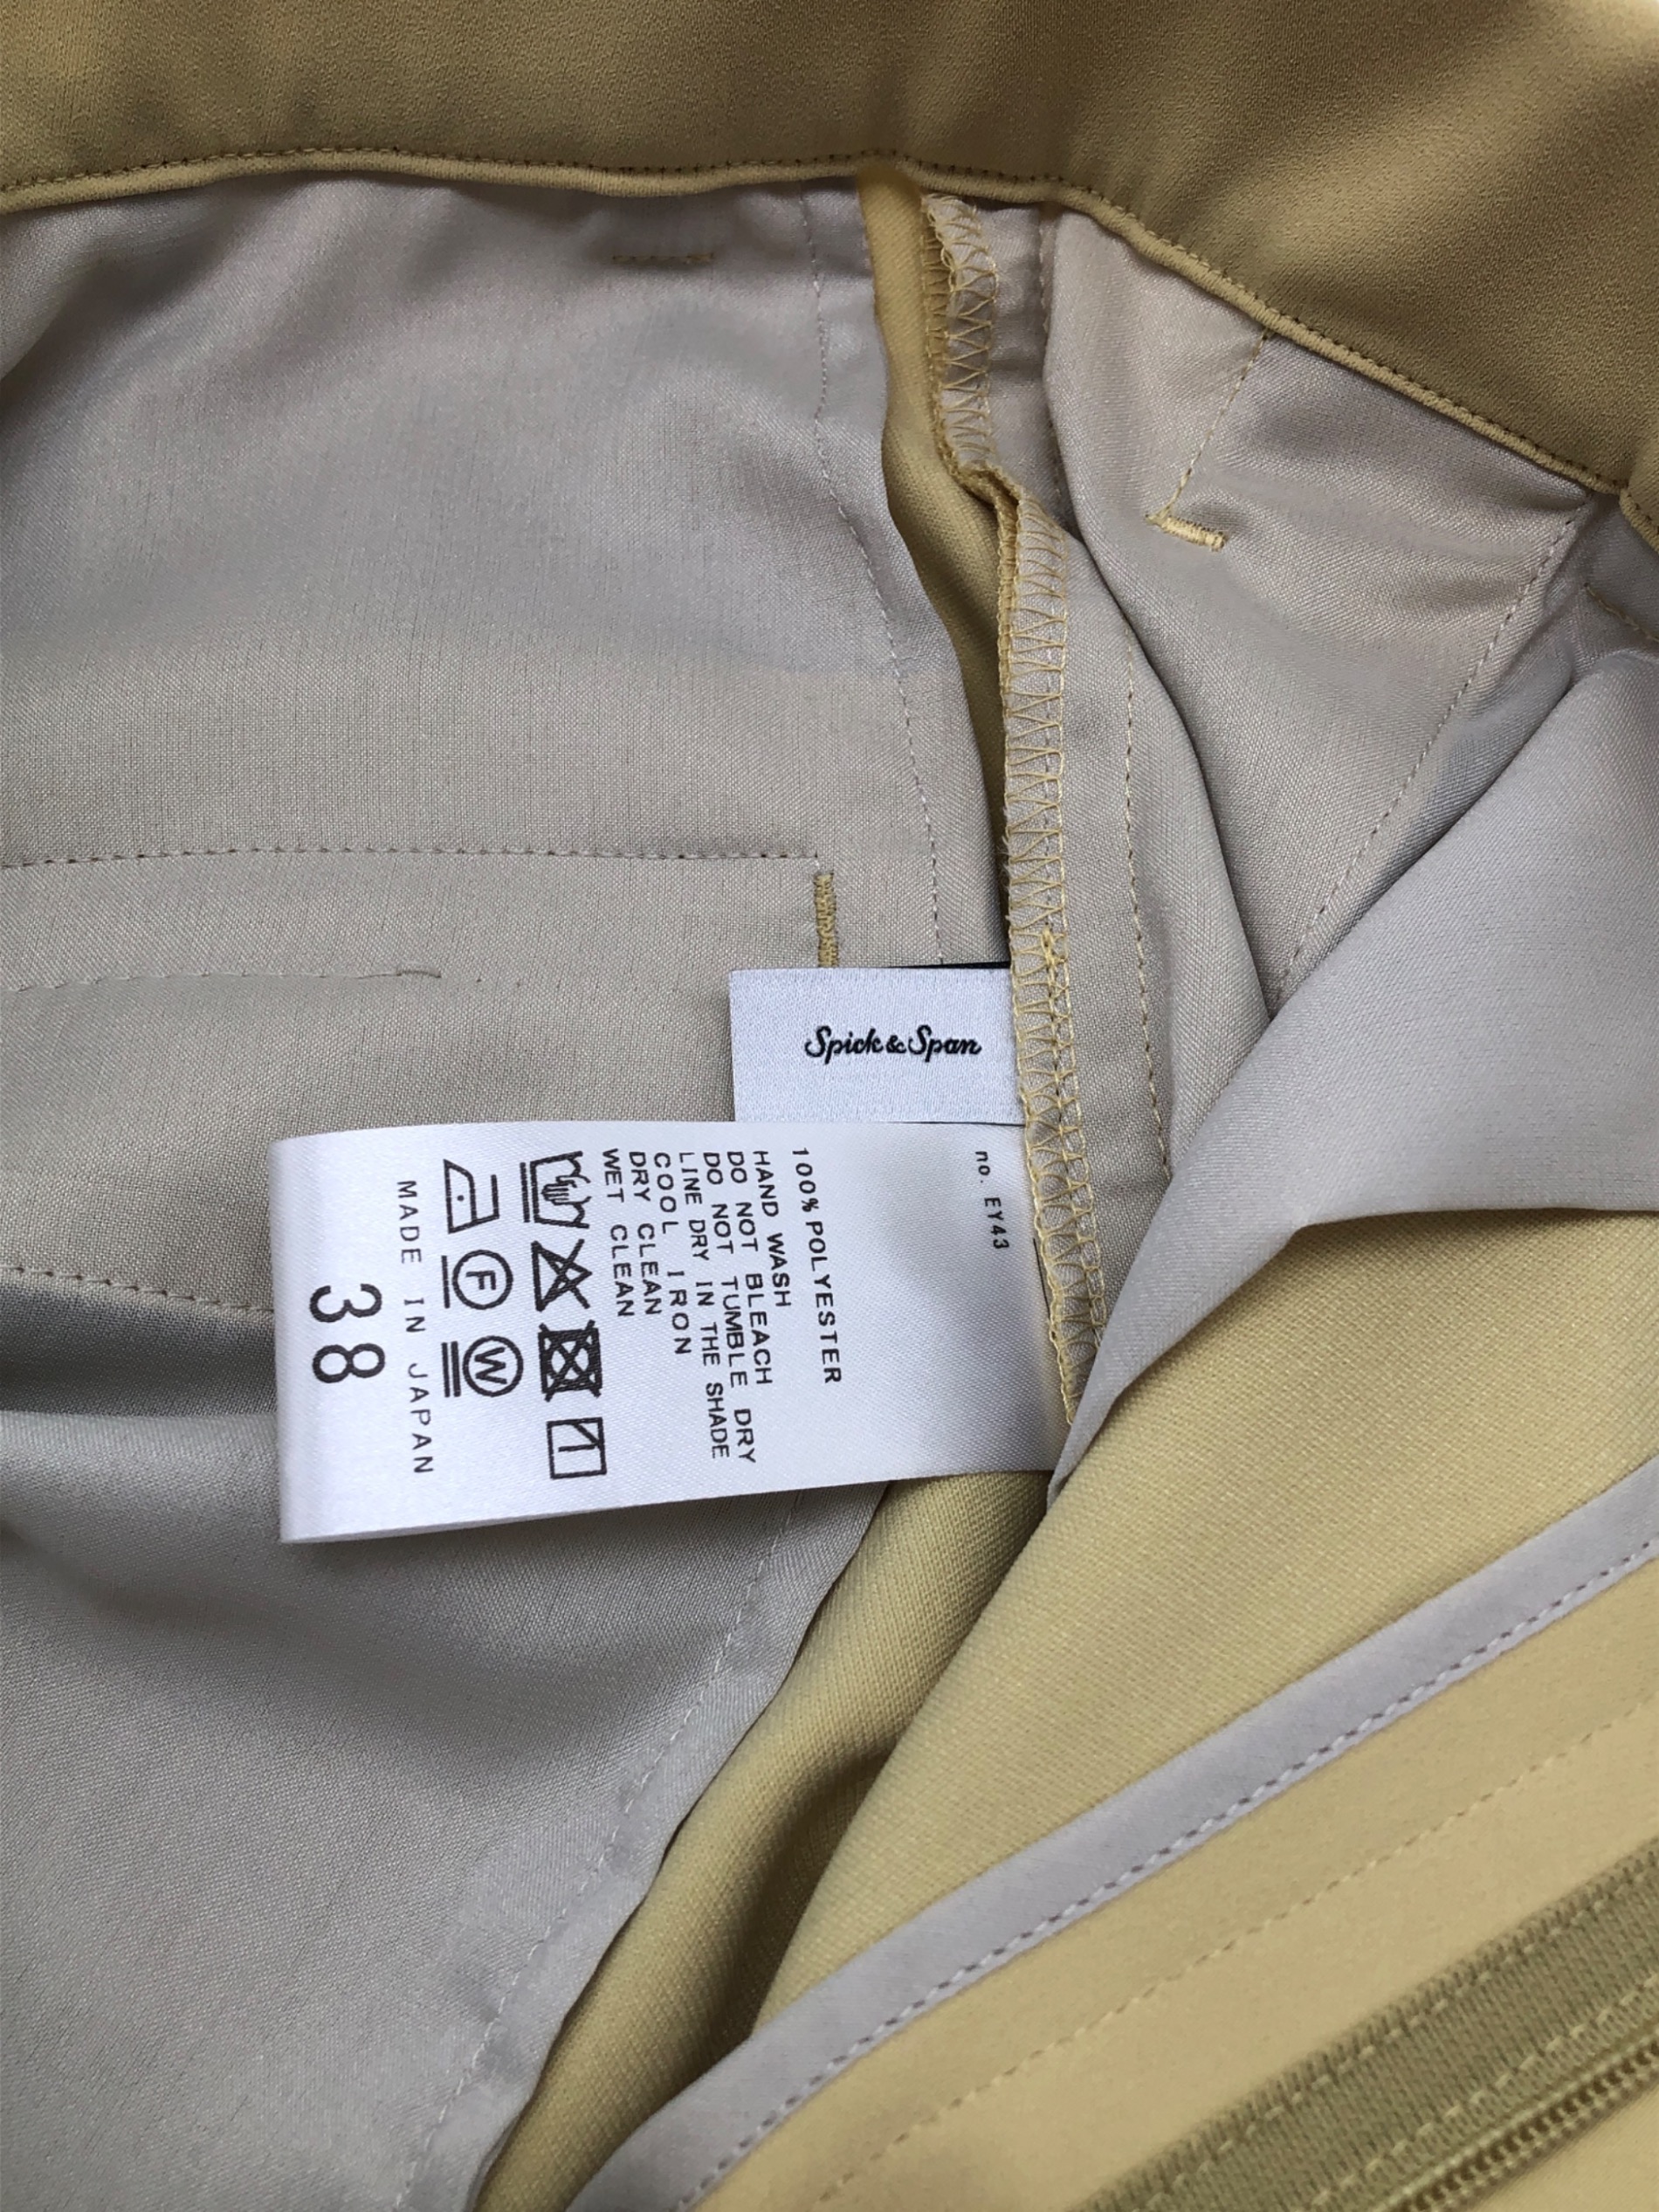 Spick & Span
no. EY43
100% POLYESTER
HAND WASH
DO NOT BLEACH
DO NOT TUMBLE DRY
LINE DRY IN THE SHADE
COOL IRON
DRY CLEAN
WET CLEAN
F W
MADE IN JAPAN
38